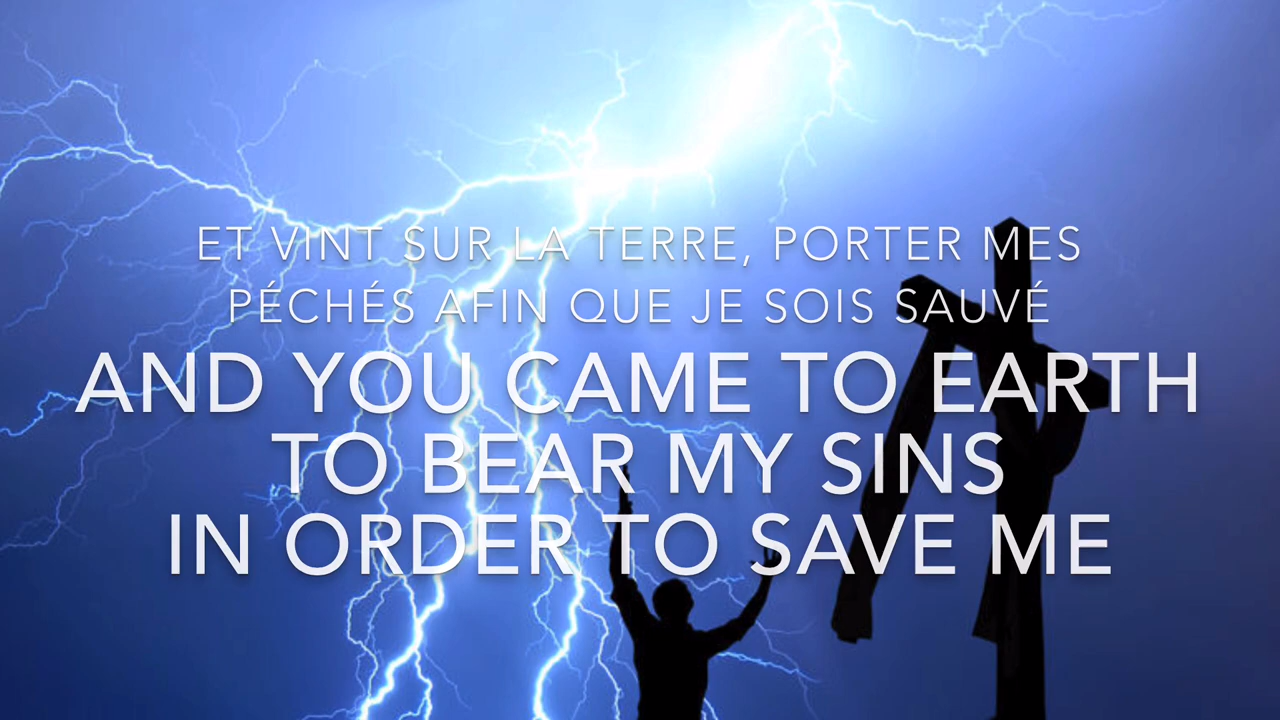 ET VINT SUR LA TERRE, PORTER MES
PÉCHÉS AFIN QUE JE SOIS SAUVÉ
AND YOU CAME TO EARTH
TO BEAR MY SINS
IN ORDER TO SAVE ME